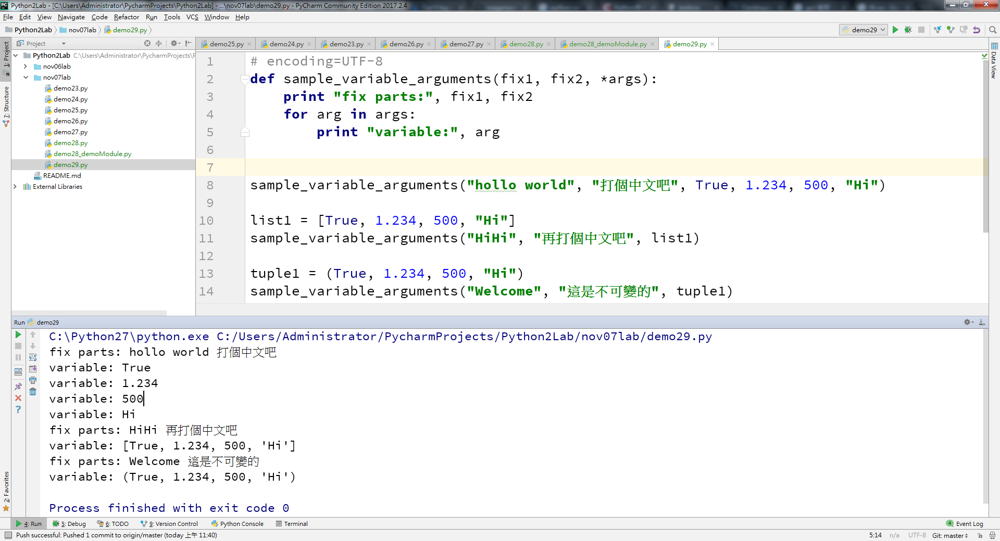 Python2Lab - [C:\Users\Administrator\PycharmProjects\Python2Lab] - ...\nov07lab\demo29.py - PyCharm Community Edition 2017.2.4
File Edit View Navigate Code Refactor Run Tools VCS Window Help
Python2Lab nov07lab demo29.py demo29
Project
demo25.py demo24.py demo23.py demo26.py demo27.py demo28.py demo28_demoModule.py demo29.py
1: Project
7: Structure
2: Favorites
Data View
Python2Lab C:\Users\Administrator\PycharmProjects\P
nov06lab
nov07lab
demo23.py
demo24.py
demo25.py
demo26.py
demo27.py
demo28.py
demo28_demoModule.py
demo29.py
README.md
External Libraries
1 # encoding=UTF-8
2 def sample_variable_arguments(fix1, fix2, *args):
3 print "fix parts:", fix1, fix2
4 for arg in args:
5 print "variable:", arg
6
7
8 sample_variable_arguments("hollo world", "打個中文吧", True, 1.234, 500, "Hi")
9
10 list1 = [True, 1.234, 500, "Hi"]
11 sample_variable_arguments("HiHi", "再打個中文吧", list1)
12
13 tuple1 = (True, 1.234, 500, "Hi")
14 sample_variable_arguments("Welcome", "這是不可變的", tuple1)
Run demo29
C:\Python27\python.exe C:/Users/Administrator/PycharmProjects/Python2Lab/nov07lab/demo29.py
fix parts: hollo world 打個中文吧
variable: True
variable: 1.234
variable: 500
variable: Hi
fix parts: HiHi 再打個中文吧
variable: [True, 1.234, 500, 'Hi']
fix parts: Welcome 這是不可變的
variable: (True, 1.234, 500, 'Hi')
Process finished with exit code 0
4: Run 5: Debug 6: TODO 9: Version Control Python Console Terminal 4 Event Log
Push successful: Pushed 1 commit to origin/master (today 上午 11:40) 5:14 n/a UTF-8 Git: master